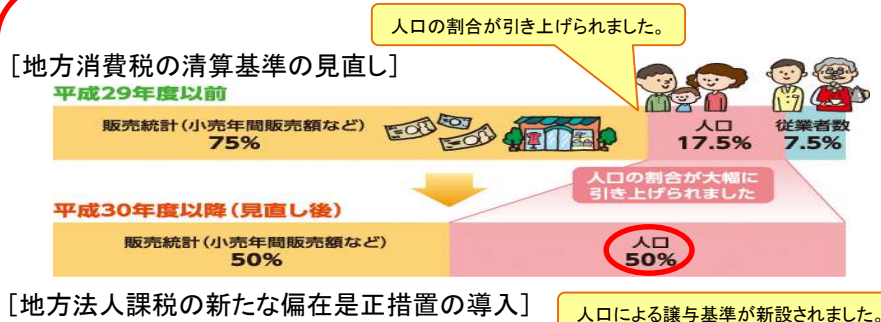 人口の割合が引き上げられました。
[地方消費税の清算基準の見直し]
平成29年度以前
販売統計(小売年間販売額など)
75%
人口
17.5%
従業者数
7.5%
人口の割合が大幅に
引き上げられました
平成30年度以降(見直し後)
販売統計(小売年間販売額など)
50%
人口
50%
[地方法人課税の新たな偏在是正措置の導入]
人口による譲与基準が新設されました。